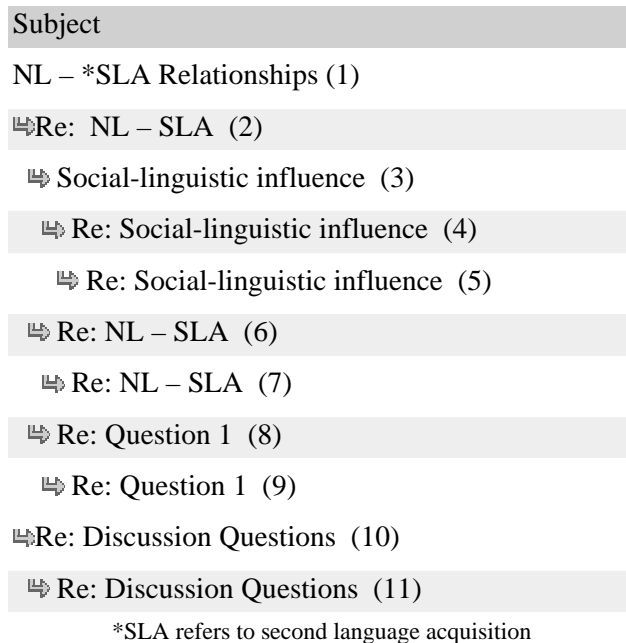 Subject
NL – *SLA Relationships (1)
Re: NL – SLA (2)
Social-linguistic influence (3)
Re: Social-linguistic influence (4)
Re: Social-linguistic influence (5)
Re: NL – SLA (6)
Re: NL – SLA (7)
Re: Question 1 (8)
Re: Question 1 (9)
Re: Discussion Questions (10)
Re: Discussion Questions (11)
*SLA refers to second language acquisition